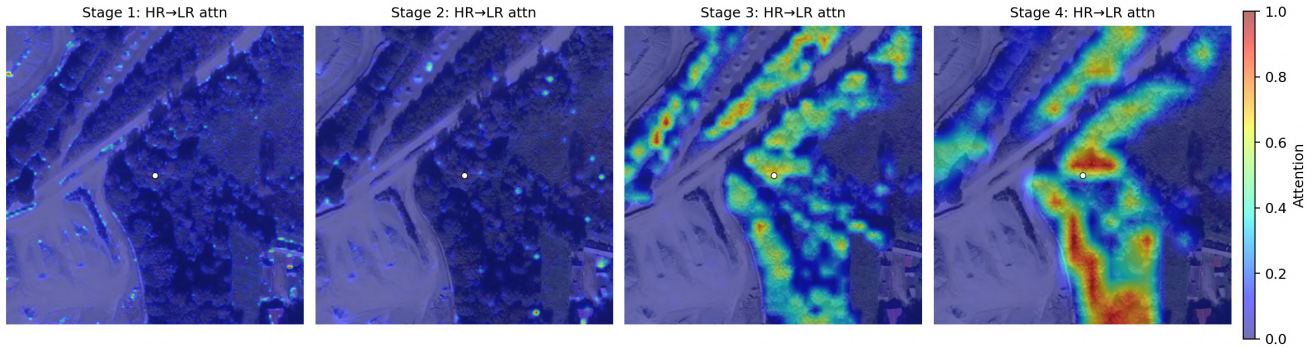 Stage 1: HR→LR attn
Stage 2: HR→LR attn
Stage 3: HR→LR attn
Stage 4: HR→LR attn
1.0
0.8
0.6
0.4
0.2
0.0
Attention